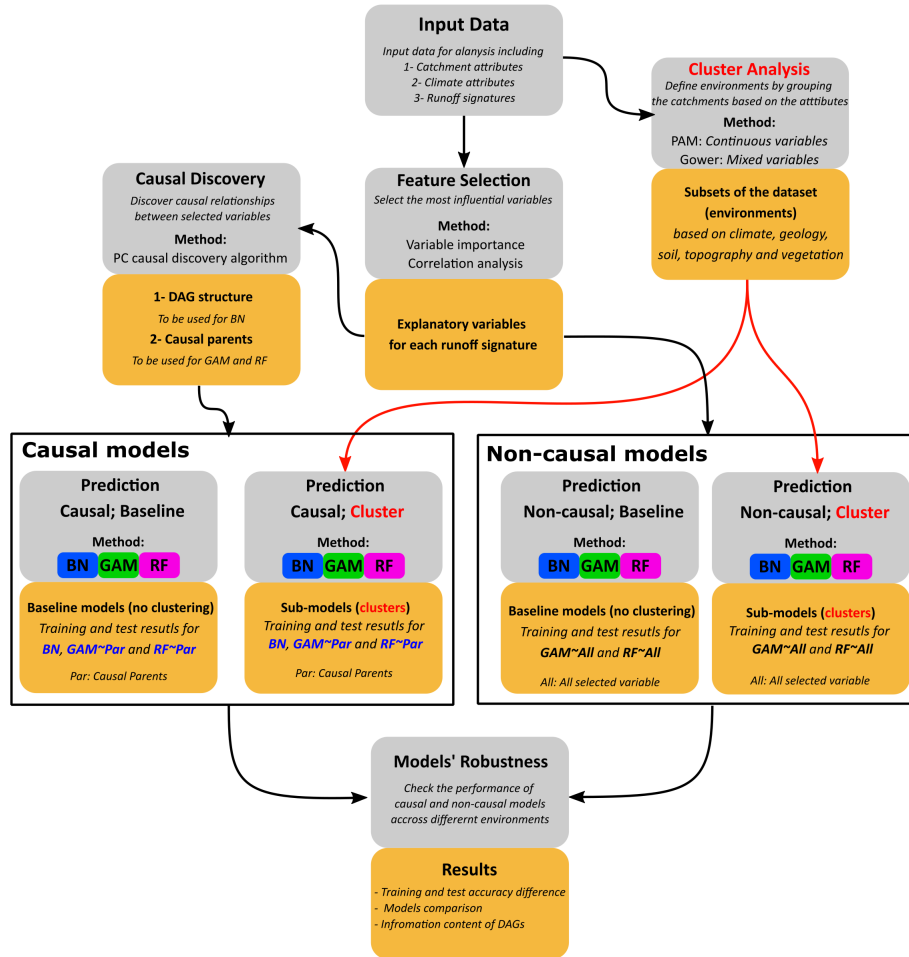 Input Data
Input data for alanysis including
1- Catchment attributes
2- Climate attributes
3- Runoff signatures
Cluster Analysis
Define environments by grouping
the catchments based on the atttibutes
Method:
PAM: Continuous variables
Gower: Mixed variables
Subsets of the dataset
(environments)
based on climate, geology,
soil, topography and vegetation
Causal Discovery
Discover causal relationships
between selected variables
Method:
PC causal discovery algorithm
1- DAG structure
To be used for BN
2- Causal parents
To be used for GAM and RF
Feature Selection
Select the most influential variables
Method:
Variable importance
Correlation analysis
Explanatory variables
for each runoff signature
Causal models
Prediction
Causal; Baseline
Method:
BN GAM RF
Baseline models (no clustering)
Training and test resutls for
BN, GAM~Par and RF~Par
Par: Causal Parents
Prediction
Causal; Cluster
Method:
BN GAM RF
Sub-models (clusters)
Training and test resutls for
BN, GAM~Par and RF~Par
Par: Causal Parents
Non-causal models
Prediction
Non-causal; Baseline
Method:
BN GAM RF
Baseline models (no clustering)
Training and test resutls for
GAM~All and RF~All
All: All selected variable
Prediction
Non-causal; Cluster
Method:
BN GAM RF
Sub-models (clusters)
Training and test resutls for
GAM~All and RF~All
All: All selected variable
Models' Robustness
Check the performance of
causal and non-causal models
accross differernt environments
Results
- Training and test accuracy difference
- Models comparison
- Infromation content of DAGs